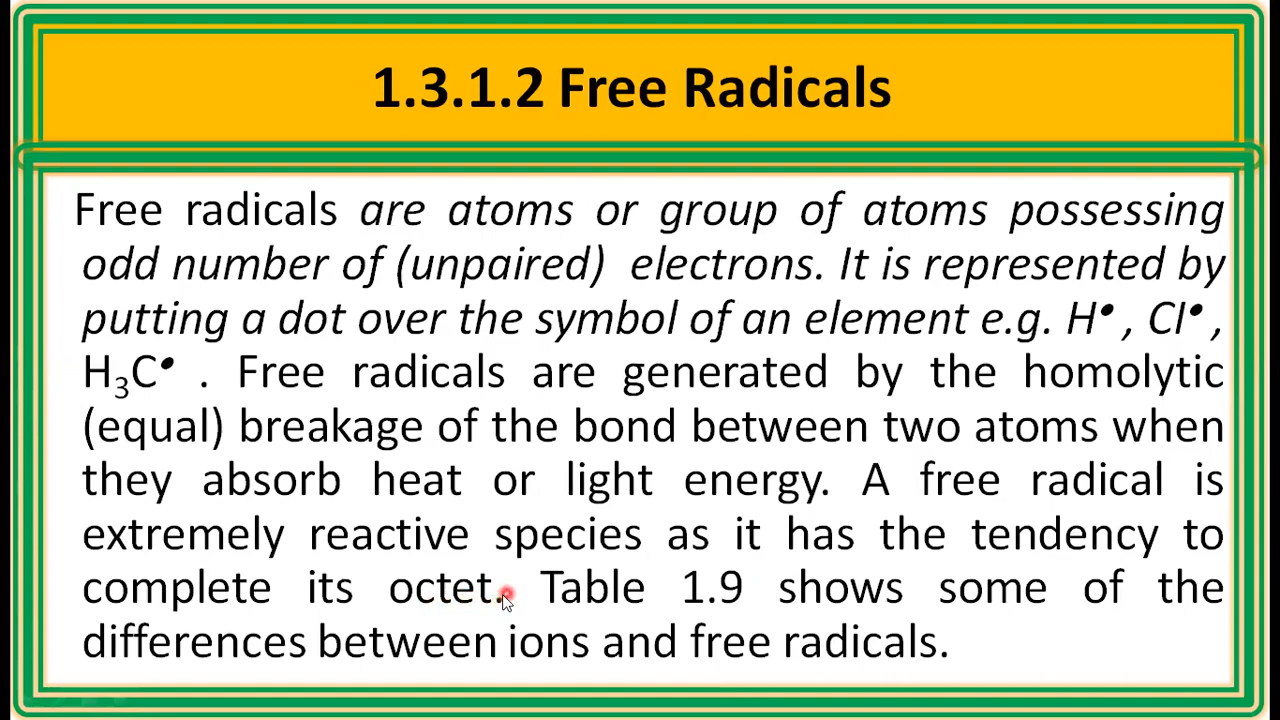 1.3.1.2 Free Radicals
Free radicals are atoms or group of atoms possessing
odd number of (unpaired) electrons. It is represented by
putting a dot over the symbol of an element e.g. H• , Cl• ,
H₃C• . Free radicals are generated by the homolytic
(equal) breakage of the bond between two atoms when
they absorb heat or light energy. A free radical is
extremely reactive species as it has the tendency to
complete its octet. Table 1.9 shows some of the
differences between ions and free radicals.